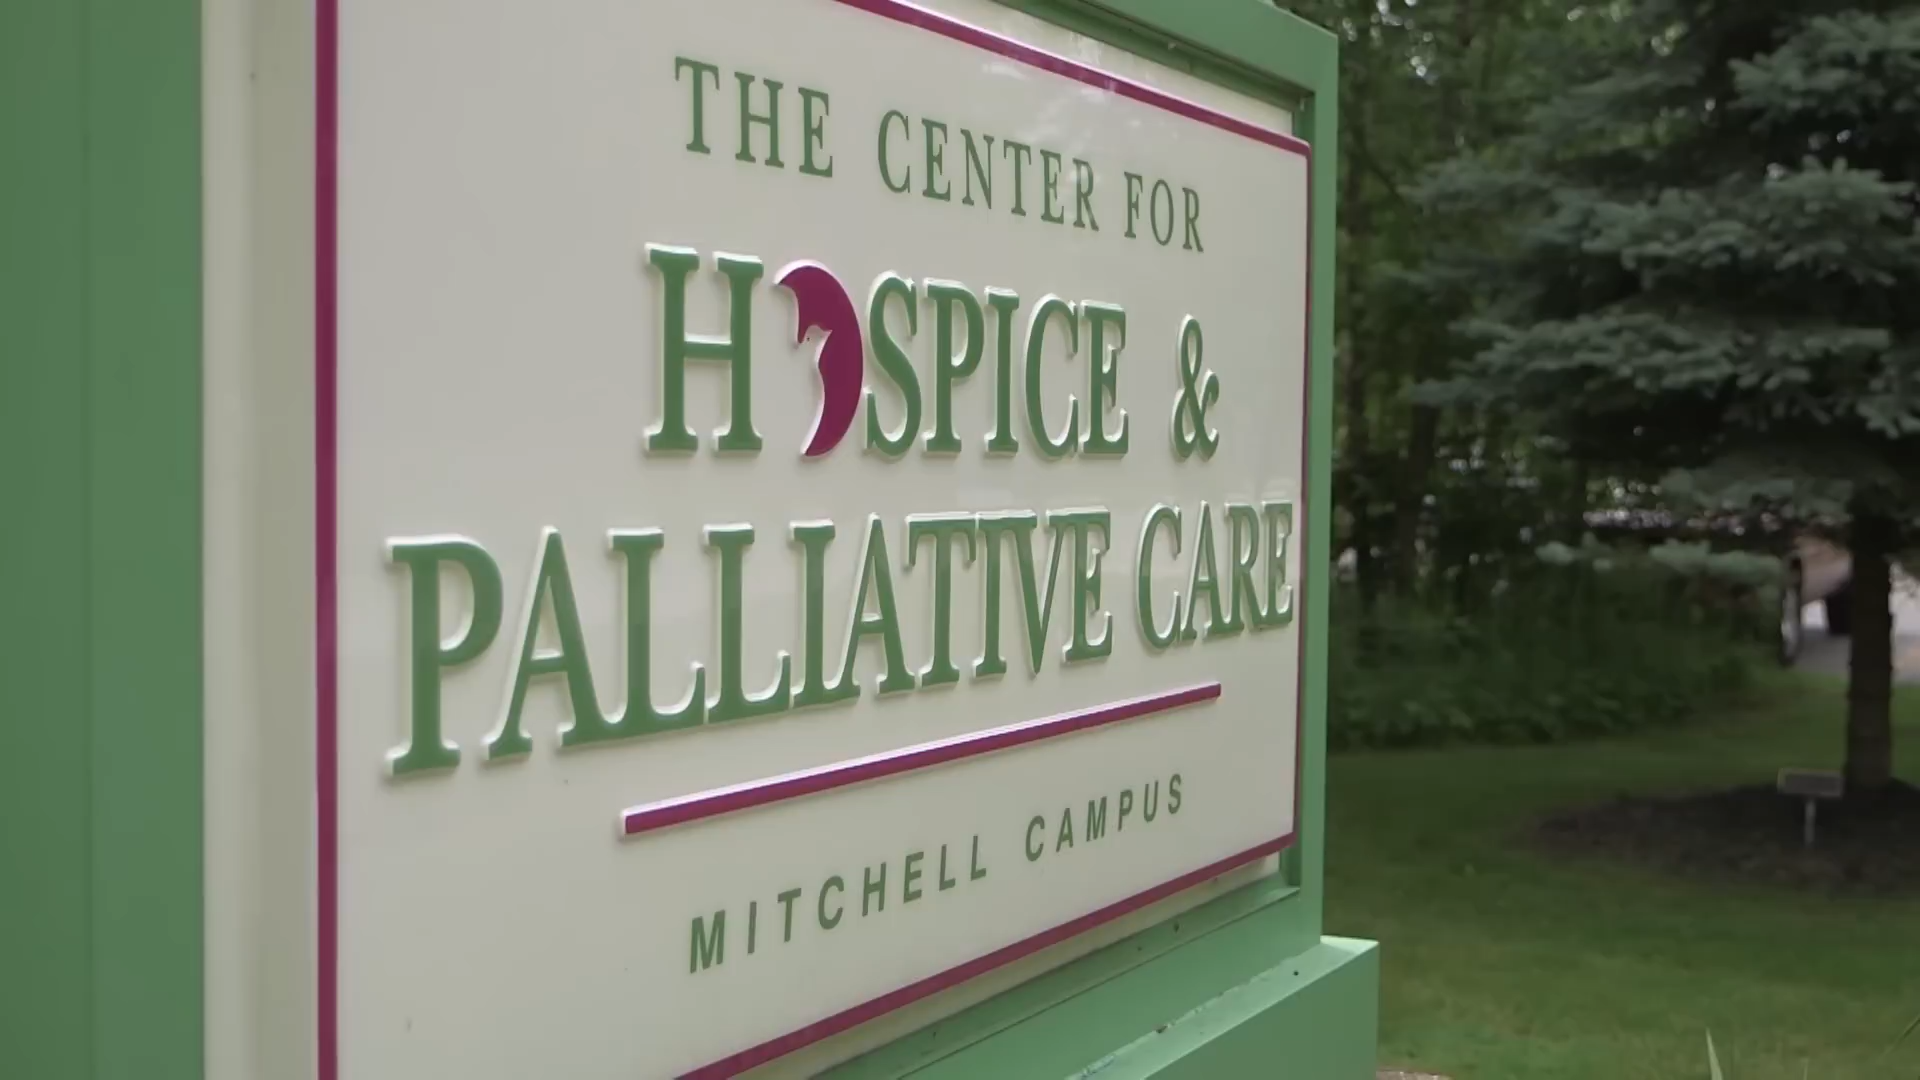 THE CENTER FOR
HOSPICE &
PALLIATIVE CARE
MITCHELL CAMPUS